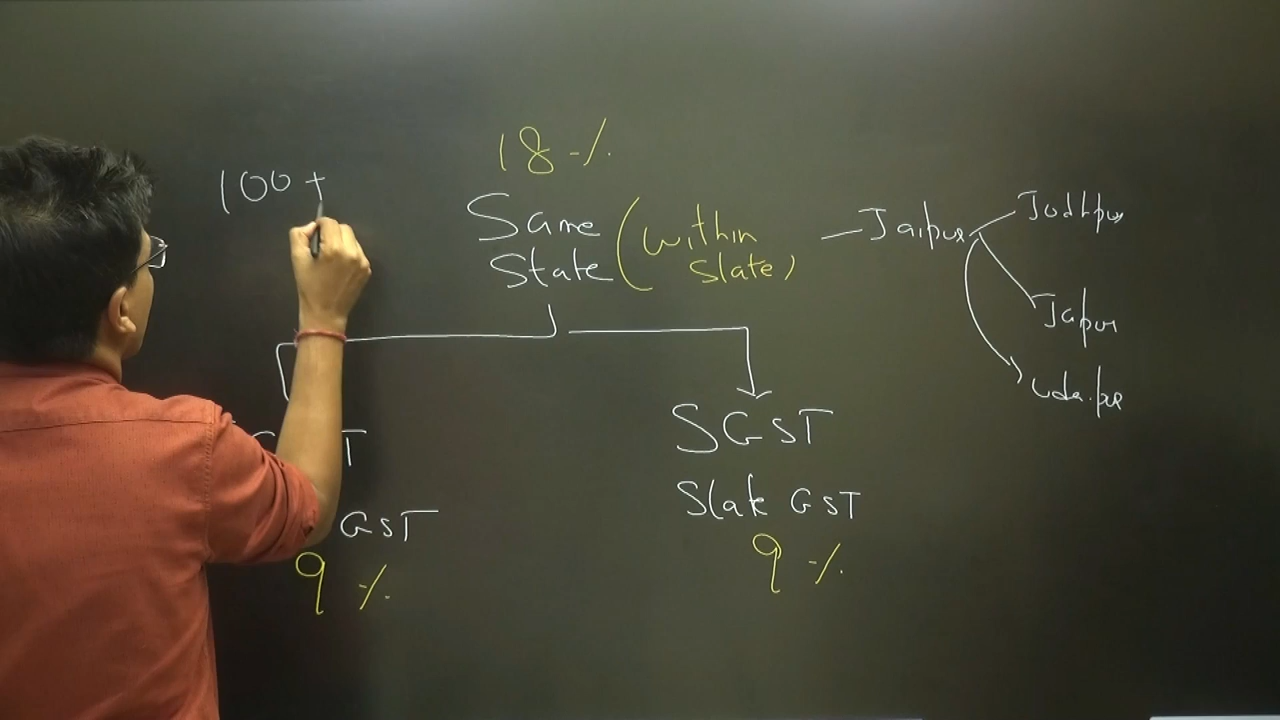 18 %
100 +
Same
State
(within
State)
— Jaipur
Jodhpur
Jaipur
Udaipur
SGST
State GST
9 %
GST
9 %